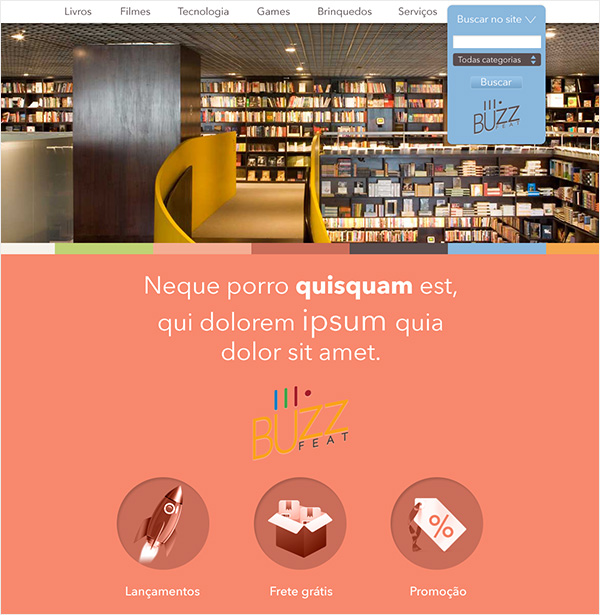 Livros Filmes Tecnologia Games Brinquedos Serviços
Buscar no site
Todas categorias
Buscar
BUZZ
FEAT
Neque porro quisquam est,
qui dolorem ipsum quia
dolor sit amet.
BUZZ
FEAT
%
Lançamentos Frete grátis Promoção